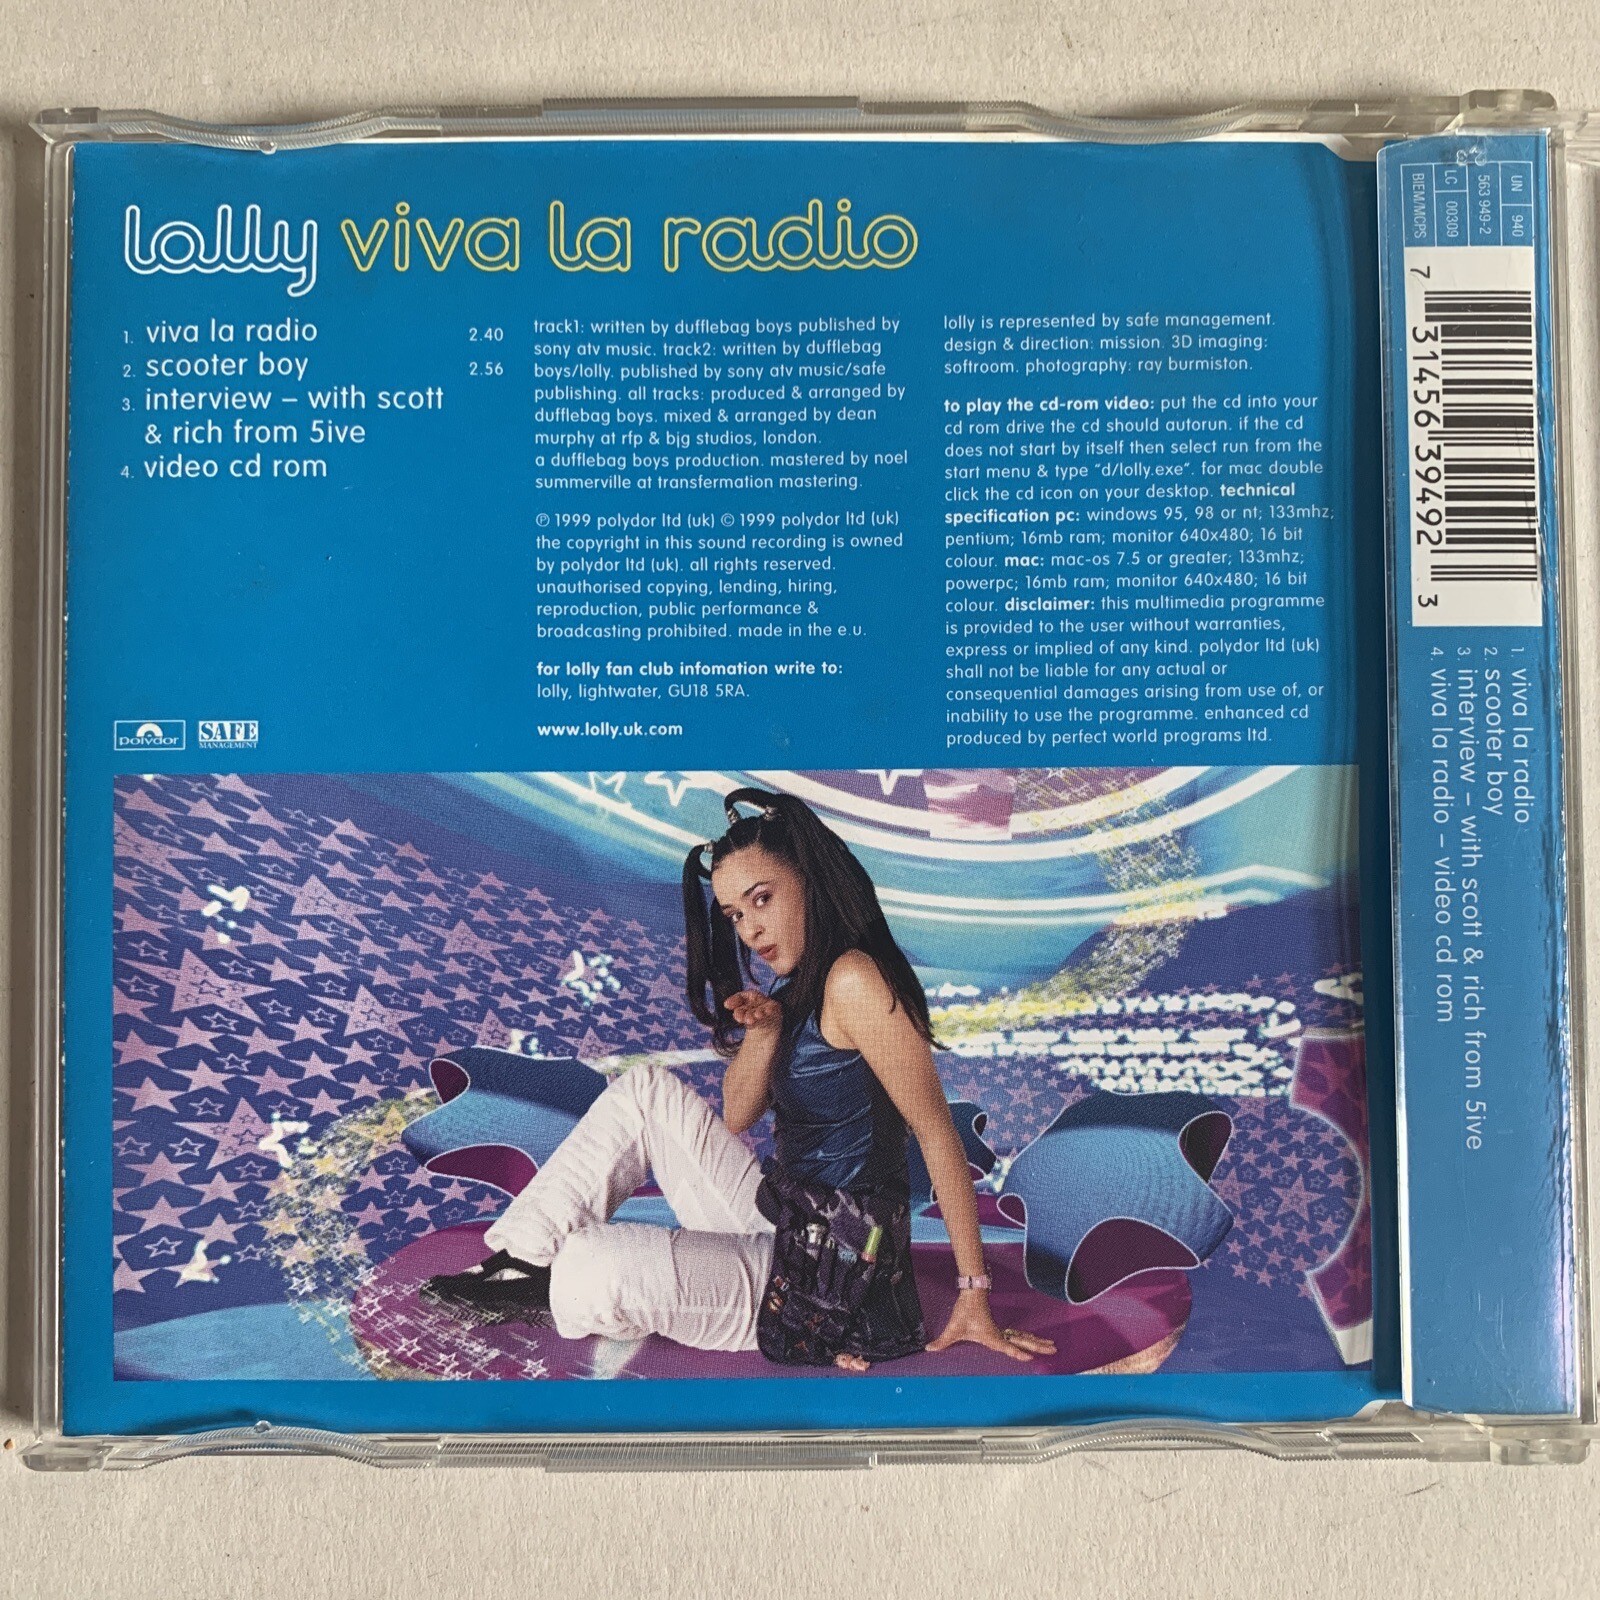 lolly viva la radio
1. viva la radio 2.40
2. scooter boy 2.56
3. interview – with scott
& rich from 5ive
4. video cd rom
track1: written by dufflebag boys published by
sony atv music. track2: written by dufflebag
boys/lolly. published by sony atv music/safe
publishing. all tracks: produced & arranged by
dufflebag boys. mixed & arranged by dean
murphy at rfp & bjg studios, london.
a dufflebag boys production. mastered by noel
summerville at transfermation mastering.
℗ 1999 polydor ltd (uk) © 1999 polydor ltd (uk)
the copyright in this sound recording is owned
by polydor ltd (uk). all rights reserved.
unauthorised copying, lending, hiring,
reproduction, public performance &
broadcasting prohibited. made in the e.u.
for lolly fan club infomation write to:
lolly, lightwater, GU18 5RA.
www.lolly.uk.com
lolly is represented by safe management.
design & direction: mission. 3D imaging:
softroom. photography: ray burmiston.
to play the cd-rom video: put the cd into your
cd rom drive the cd should autorun. if the cd
does not start by itself then select run from the
start menu & type "d/lolly.exe". for mac double
click the cd icon on your desktop. technical
specification pc: windows 95, 98 or nt; 133mhz;
pentium; 16mb ram; monitor 640x480; 16 bit
colour. mac: mac-os 7.5 or greater; 133mhz;
powerpc; 16mb ram; monitor 640x480; 16 bit
colour. disclaimer: this multimedia programme
is provided to the user without warranties,
express or implied of any kind. polydor ltd (uk)
shall not be liable for any actual or
consequential damages arising from use of, or
inability to use the programme. enhanced cd
produced by perfect world programs ltd.
polydor
SAFE
MANAGEMENT
UN 940
563 949-2
LC 00309
BIEM/MCPS
7 31456 39492 3
1. viva la radio
2. scooter boy
3. interview – with scott & rich from 5ive
4. viva la radio – video cd rom